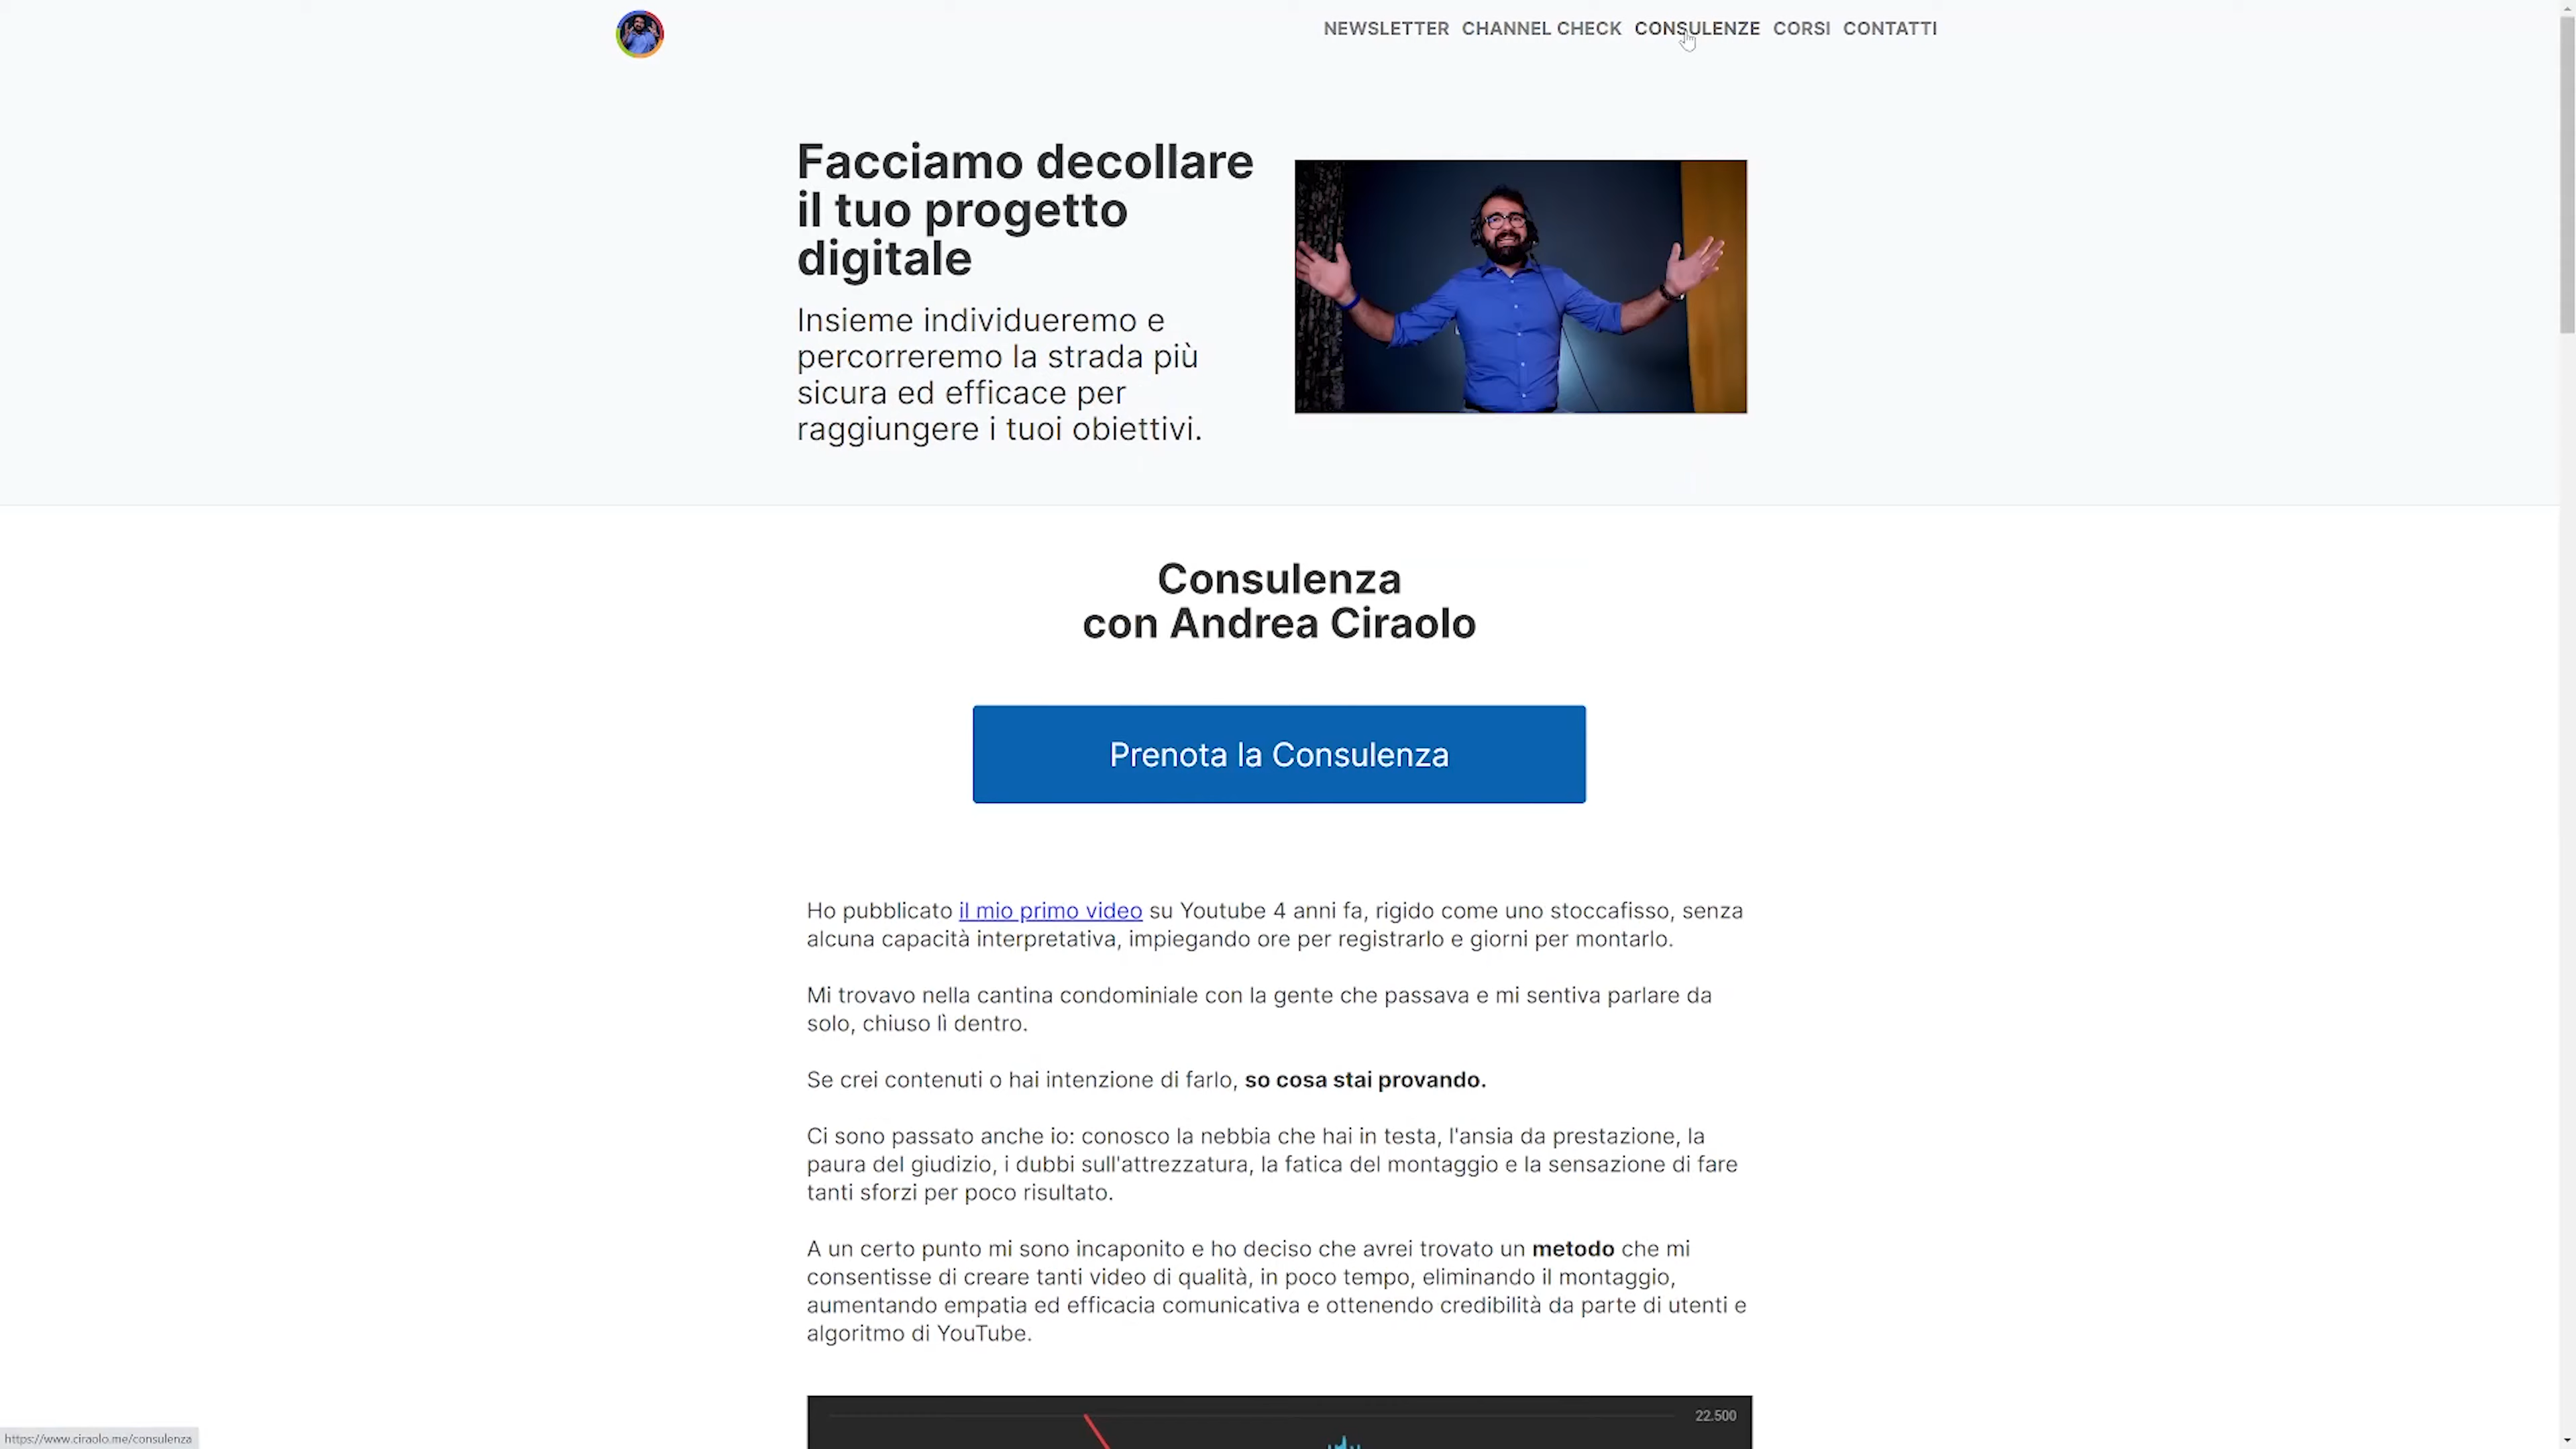 NEWSLETTER CHANNEL CHECK CONSULENZE CORSI CONTATTI
Facciamo decollare
il tuo progetto
digitale
Insieme individueremo e
percorreremo la strada più
sicura ed efficace per
raggiungere i tuoi obiettivi.
Consulenza
con Andrea Ciraolo
Prenota la Consulenza
Ho pubblicato il mio primo video su Youtube 4 anni fa, rigido come uno stoccafisso, senza
alcuna capacità interpretativa, impiegando ore per registrarlo e giorni per montarlo.
Mi trovavo nella cantina condominiale con la gente che passava e mi sentiva parlare da
solo, chiuso lì dentro.
Se crei contenuti o hai intenzione di farlo, so cosa stai provando.
Ci sono passato anche io: conosco la nebbia che hai in testa, l'ansia da prestazione, la
paura del giudizio, i dubbi sull'attrezzatura, la fatica del montaggio e la sensazione di fare
tanti sforzi per poco risultato.
A un certo punto mi sono incaponito e ho deciso che avrei trovato un metodo che mi
consentisse di creare tanti video di qualità, in poco tempo, eliminando il montaggio,
aumentando empatia ed efficacia comunicativa e ottenendo credibilità da parte di utenti e
algoritmo di YouTube.
22.500
https://www.ciraolo.me/consulenza